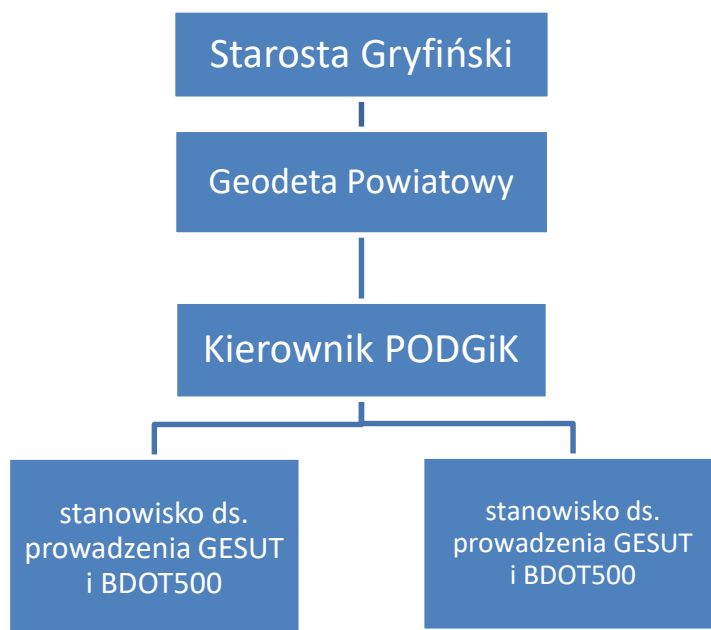 Starosta Gryfiński
Geodeta Powiatowy
Kierownik PODGiK
stanowisko ds.
prowadzenia GESUT
i BDOT500
stanowisko ds.
prowadzenia GESUT
i BDOT500